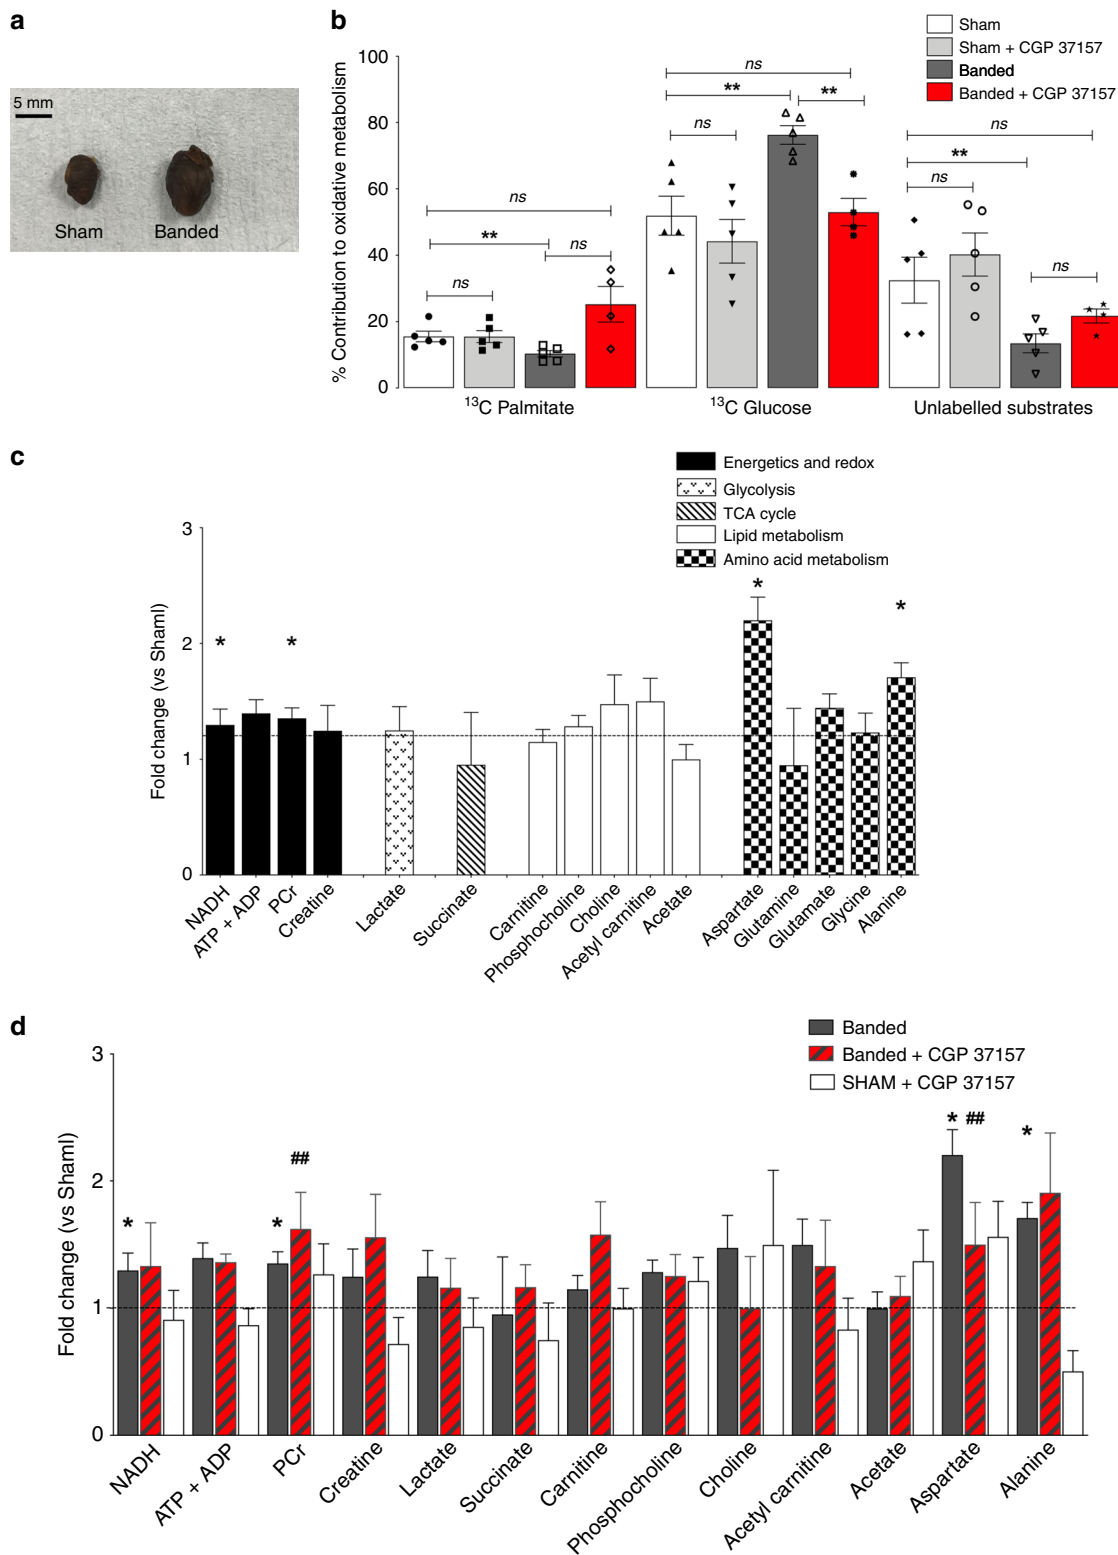 a
5 mm
Sham
Banded
b
Sham
Sham + CGP 37157
Banded
Banded + CGP 37157
% Contribution to oxidative metabolism
100
80
60
40
20
0
ns
**
ns
ns
ns
**
**
ns
ns
**
ns
ns
13C Palmitate
13C Glucose
Unlabelled substrates
c
Energetics and redox
Glycolysis
TCA cycle
Lipid metabolism
Amino acid metabolism
Fold change (vs ShamI)
3
2
1
0
*
*
*
*
NADH
ATP + ADP
PCr
Creatine
Lactate
Succinate
Carnitine
Phosphocholine
Choline
Acetyl carnitine
Acetate
Aspartate
Glutamine
Glutamate
Glycine
Alanine
d
Banded
Banded + CGP 37157
SHAM + CGP 37157
Fold change (vs ShamI)
3
2
1
0
*
*
##
*
##
*
NADH
ATP + ADP
PCr
Creatine
Lactate
Succinate
Carnitine
Phosphocholine
Choline
Acetyl carnitine
Acetate
Aspartate
Alanine